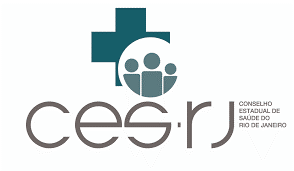 ces-rj
CONSELHO
ESTADUAL DE
SAÚDE DO
RIO DE JANEIRO